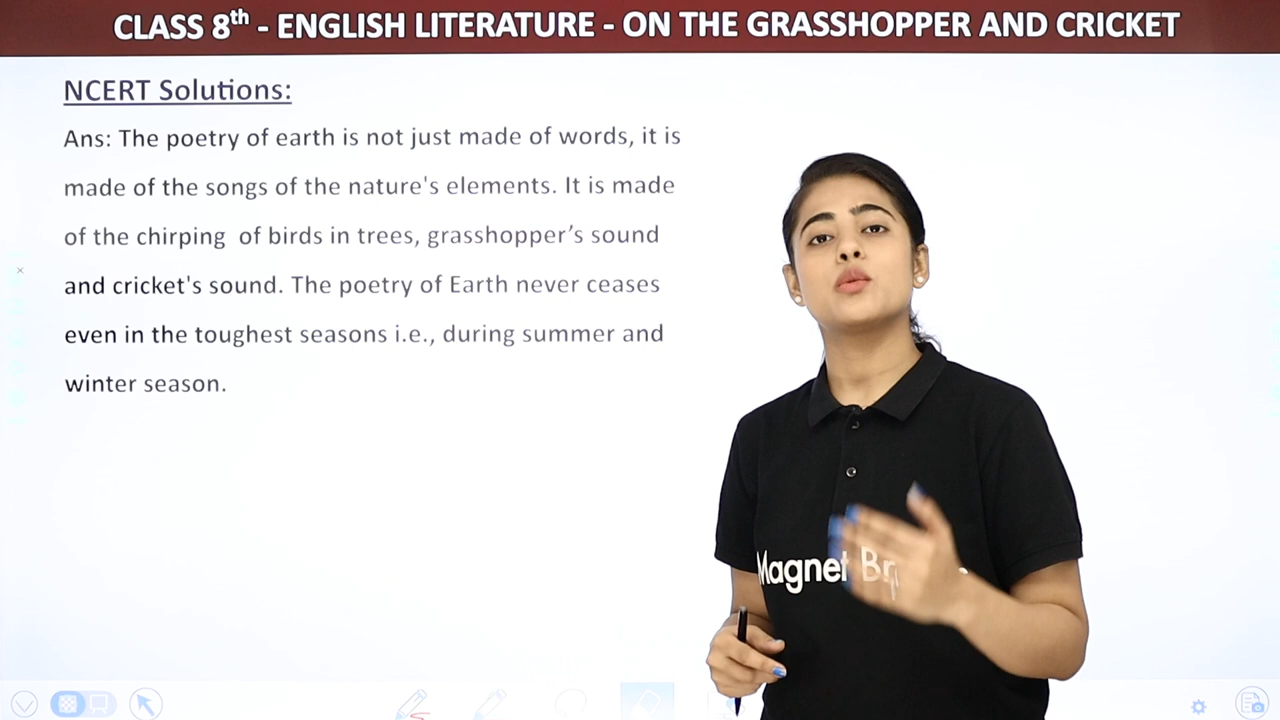 CLASS 8th - ENGLISH LITERATURE - ON THE GRASSHOPPER AND CRICKET
NCERT Solutions:
Ans: The poetry of earth is not just made of words, it is
made of the songs of the nature's elements. It is made
of the chirping of birds in trees, grasshopper’s sound
and cricket's sound. The poetry of Earth never ceases
even in the toughest seasons i.e., during summer and
winter season.
Magnet